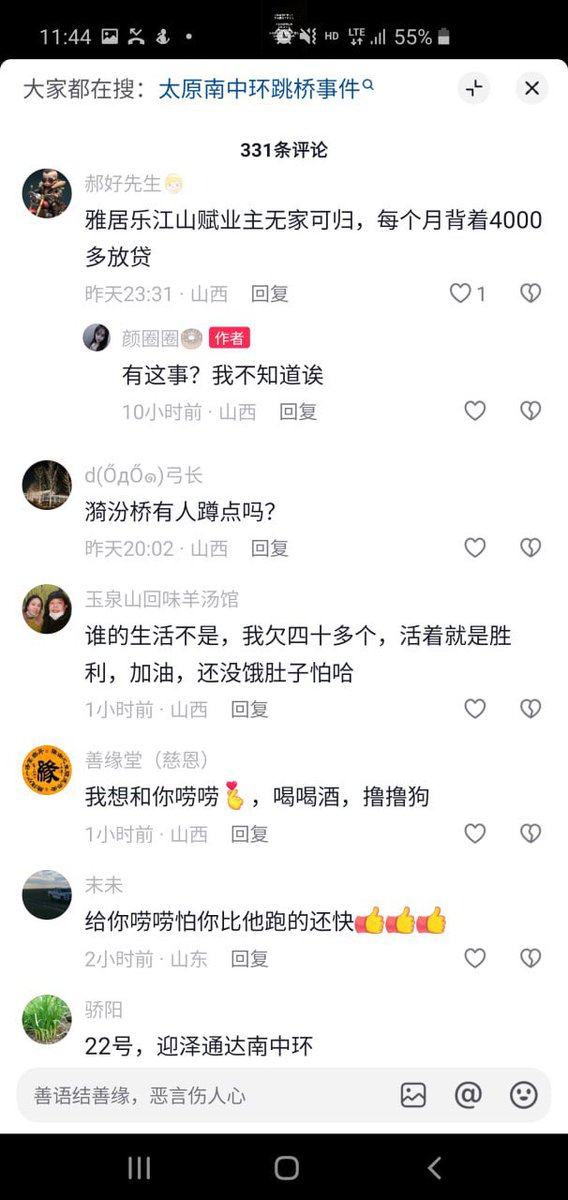 11:44
HD LTE 55%
大家都在搜：太原南中环跳桥事件
331条评论
郝好先生
雅居乐江山赋业主无家可归，每个月背着4000
多放贷
昨天23:31 · 山西 回复 1
颜圈圈 作者
有这事？我不知道诶
10小时前 · 山西 回复
d(ŐдŐ๑)弓长
漪汾桥有人蹲点吗？
昨天20:02 · 山西 回复
玉泉山回味羊汤馆
谁的生活不是，我欠四十多个，活着就是胜
利，加油，还没饿肚子怕哈
1小时前 · 山西 回复
善缘堂（慈恩）
我想和你唠唠🫰，喝喝酒，撸撸狗
1小时前 · 山西 回复
末未
给你唠唠怕你比他跑的还快👍👍👍
2小时前 · 山东 回复
骄阳
22号，迎泽通达南中环
善语结善缘，恶言伤人心